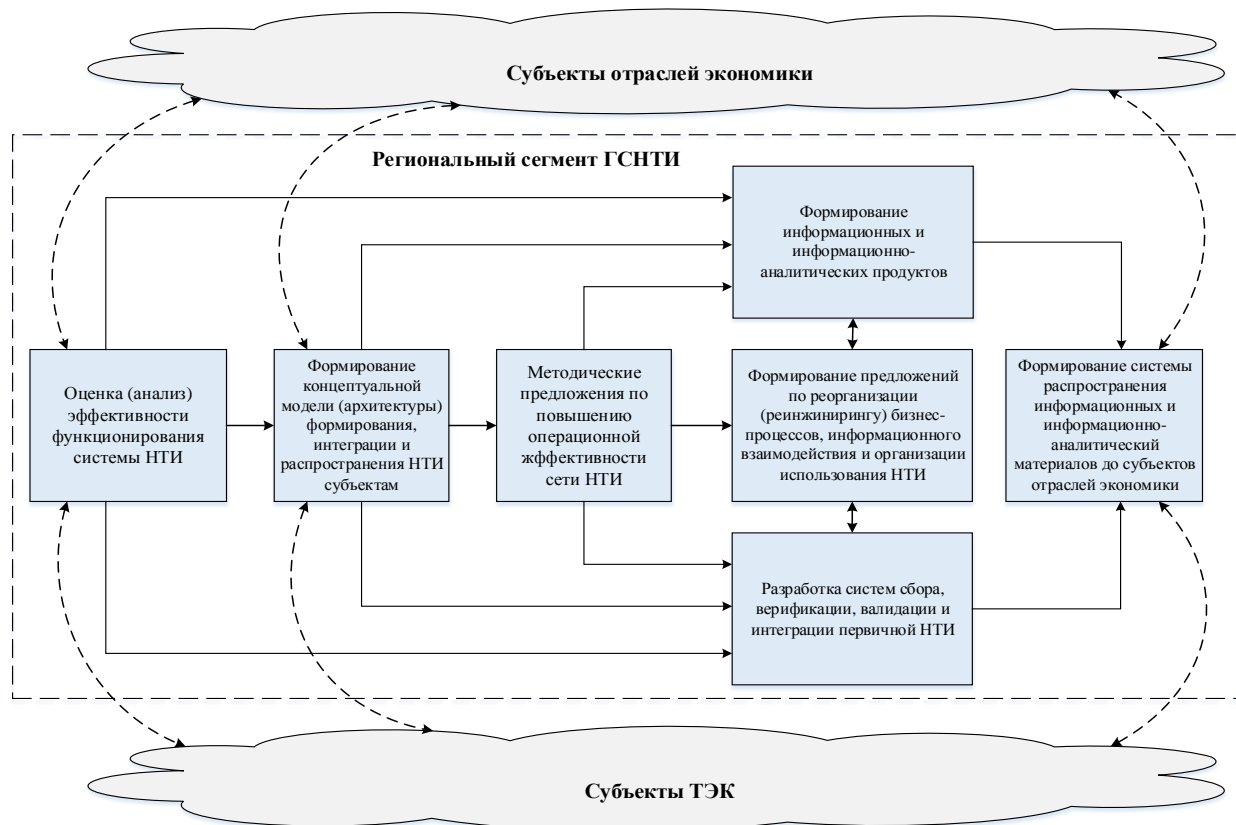 Субъекты отраслей экономики
Региональный сегмент ГСНТИ
Формирование
информационных и
информационно-
аналитических продуктов
Оценка (анализ)
эффективности
функционирования
системы НТИ
Формирование
концептуальной
модели (архитектуры)
формирования,
интеграции и
распространения НТИ
субъектам
Методические
предложения по
повышению
операционной
жффективности
сети НТИ
Формирование предложений
по реорганизации
(реинжинирингу) бизнес-
процессов, информационного
взаимодействия и организации
использования НТИ
Формирование системы
распространения
информационных и
информационно-
аналитический
материалов до субъектов
отраслей экономики
Разработка систем сбора,
верификации, валидации и
интеграции первичной НТИ
Субъекты ТЭК